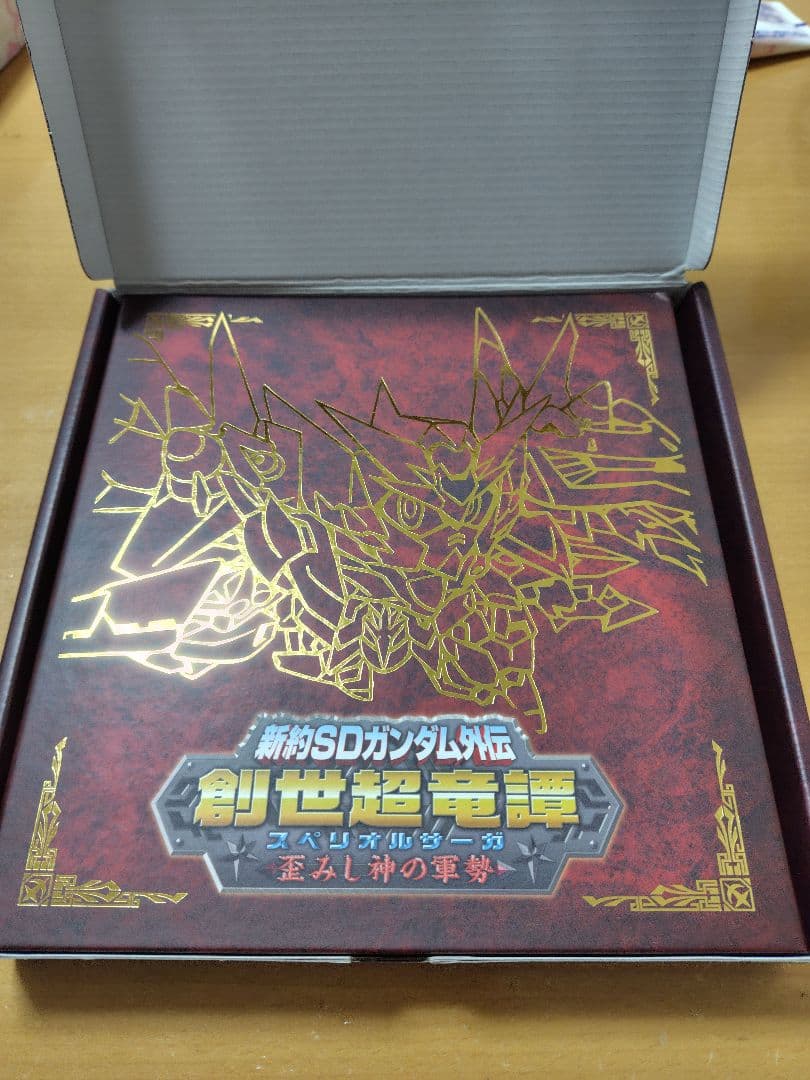 新約SDガンダム外伝
創世超竜譚
スペリオルサーガ
歪みし神の軍勢